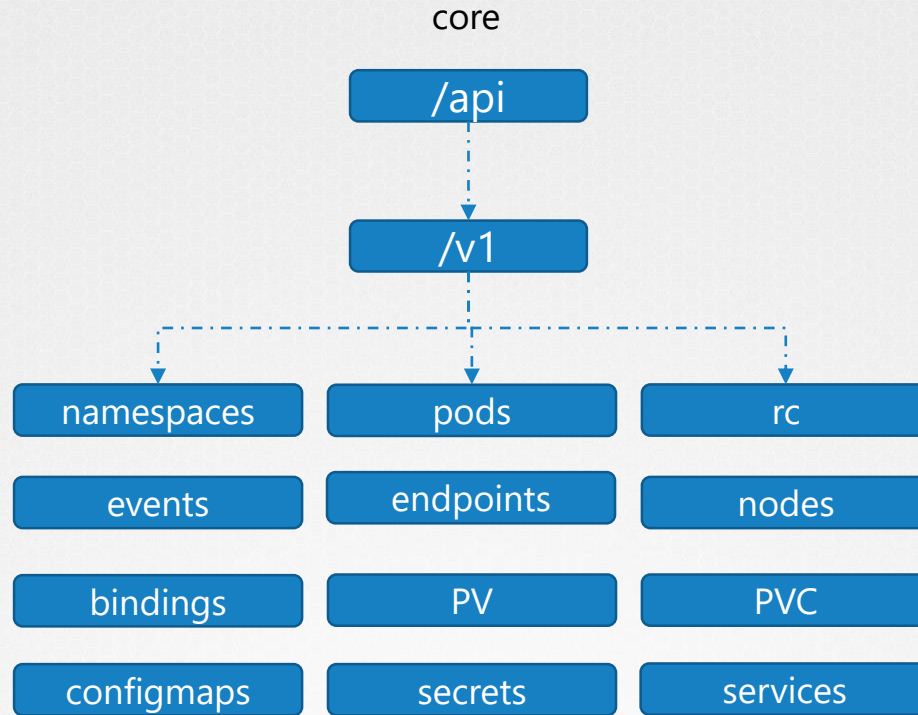 core
/api
/v1
namespaces
pods
rc
events
endpoints
nodes
bindings
PV
PVC
configmaps
secrets
services